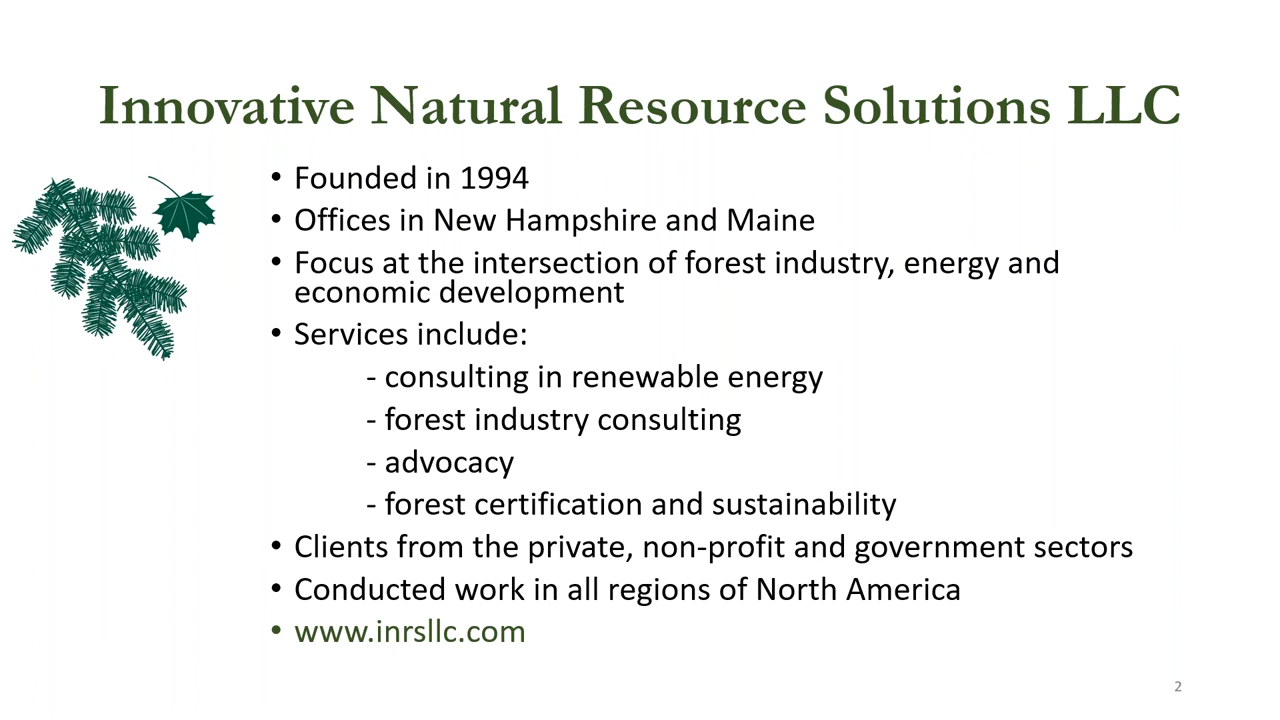 Innovative Natural Resource Solutions LLC
• Founded in 1994
• Offices in New Hampshire and Maine
• Focus at the intersection of forest industry, energy and
economic development
• Services include:
- consulting in renewable energy
- forest industry consulting
- advocacy
- forest certification and sustainability
• Clients from the private, non-profit and government sectors
• Conducted work in all regions of North America
• www.inrsllc.com
2